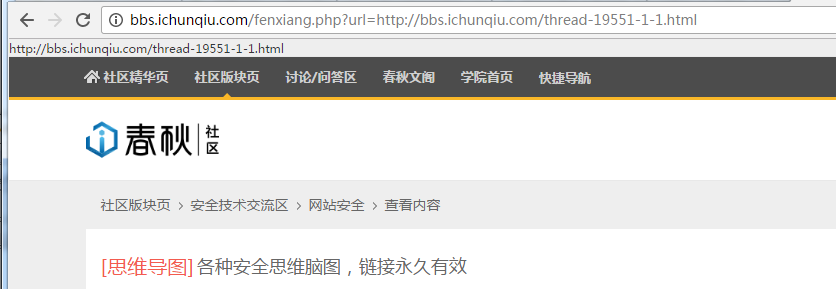 bbs.ichunqiu.com/fenxiang.php?url=http://bbs.ichunqiu.com/thread-19551-1-1.html
http://bbs.ichunqiu.com/thread-19551-1-1.html
社区精华页 社区版块页 讨论/问答区 春秋文阁 学院首页 快捷导航
春秋 社区
社区版块页 > 安全技术交流区 > 网站安全 > 查看内容
[思维导图] 各种安全思维脑图，链接永久有效